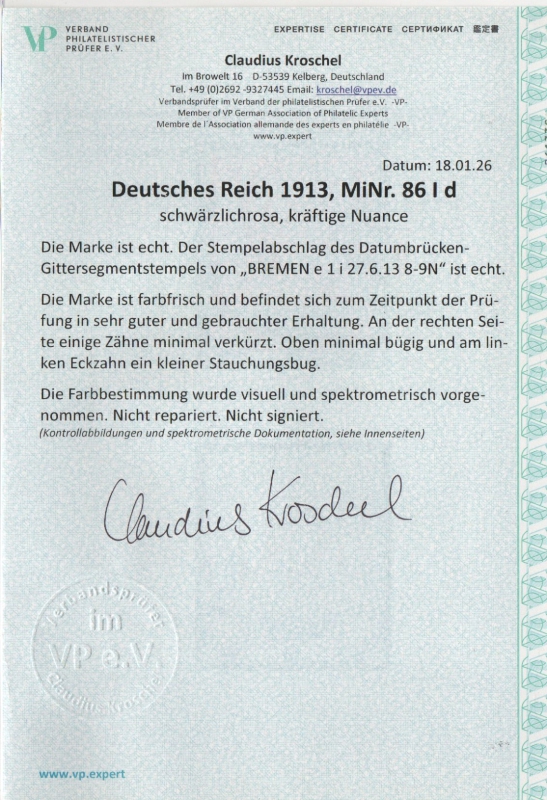 VP VERBAND
PHILATELISTISCHER
PRÜFER E. V.
EXPERTISE CERTIFICATE СЕРТИФИКАТ 鑑定書
Claudius Kroschel
Im Browelt 16 D-53539 Kelberg, Deutschland
Tel. +49 (0)2692 -9327445 Email: kroschel@vpev.de
Verbandsprüfer im Verband der philatelistischen Prüfer e.V. -VP-
Member of VP German Association of Philatelic Experts
Membre de l´Association allemande des experts en philatélie -VP-
www.vp.expert
Datum: 18.01.26
Deutsches Reich 1913, MiNr. 86 I d
schwärzlichrosa, kräftige Nuance
Die Marke ist echt. Der Stempelabschlag des Datumbrücken-
Gittersegmentstempels von „BREMEN e 1 i 27.6.13 8-9N“ ist echt.
Die Marke ist farbfrisch und befindet sich zum Zeitpunkt der Prü-
fung in sehr guter und gebrauchter Erhaltung. An der rechten Sei-
te einige Zähne minimal verkürzt. Oben minimal bügig und am lin-
ken Eckzahn ein kleiner Stauchungsbug.
Die Farbbestimmung wurde visuell und spektrometrisch vorge-
nommen. Nicht repariert. Nicht signiert.
(Kontrollabbildungen und spektrometrische Dokumentation, siehe Innenseiten)
Claudius Kroschel
Verbandsprüfer
im
VP e.V.
Claudius Kroschel
www.vp.expert